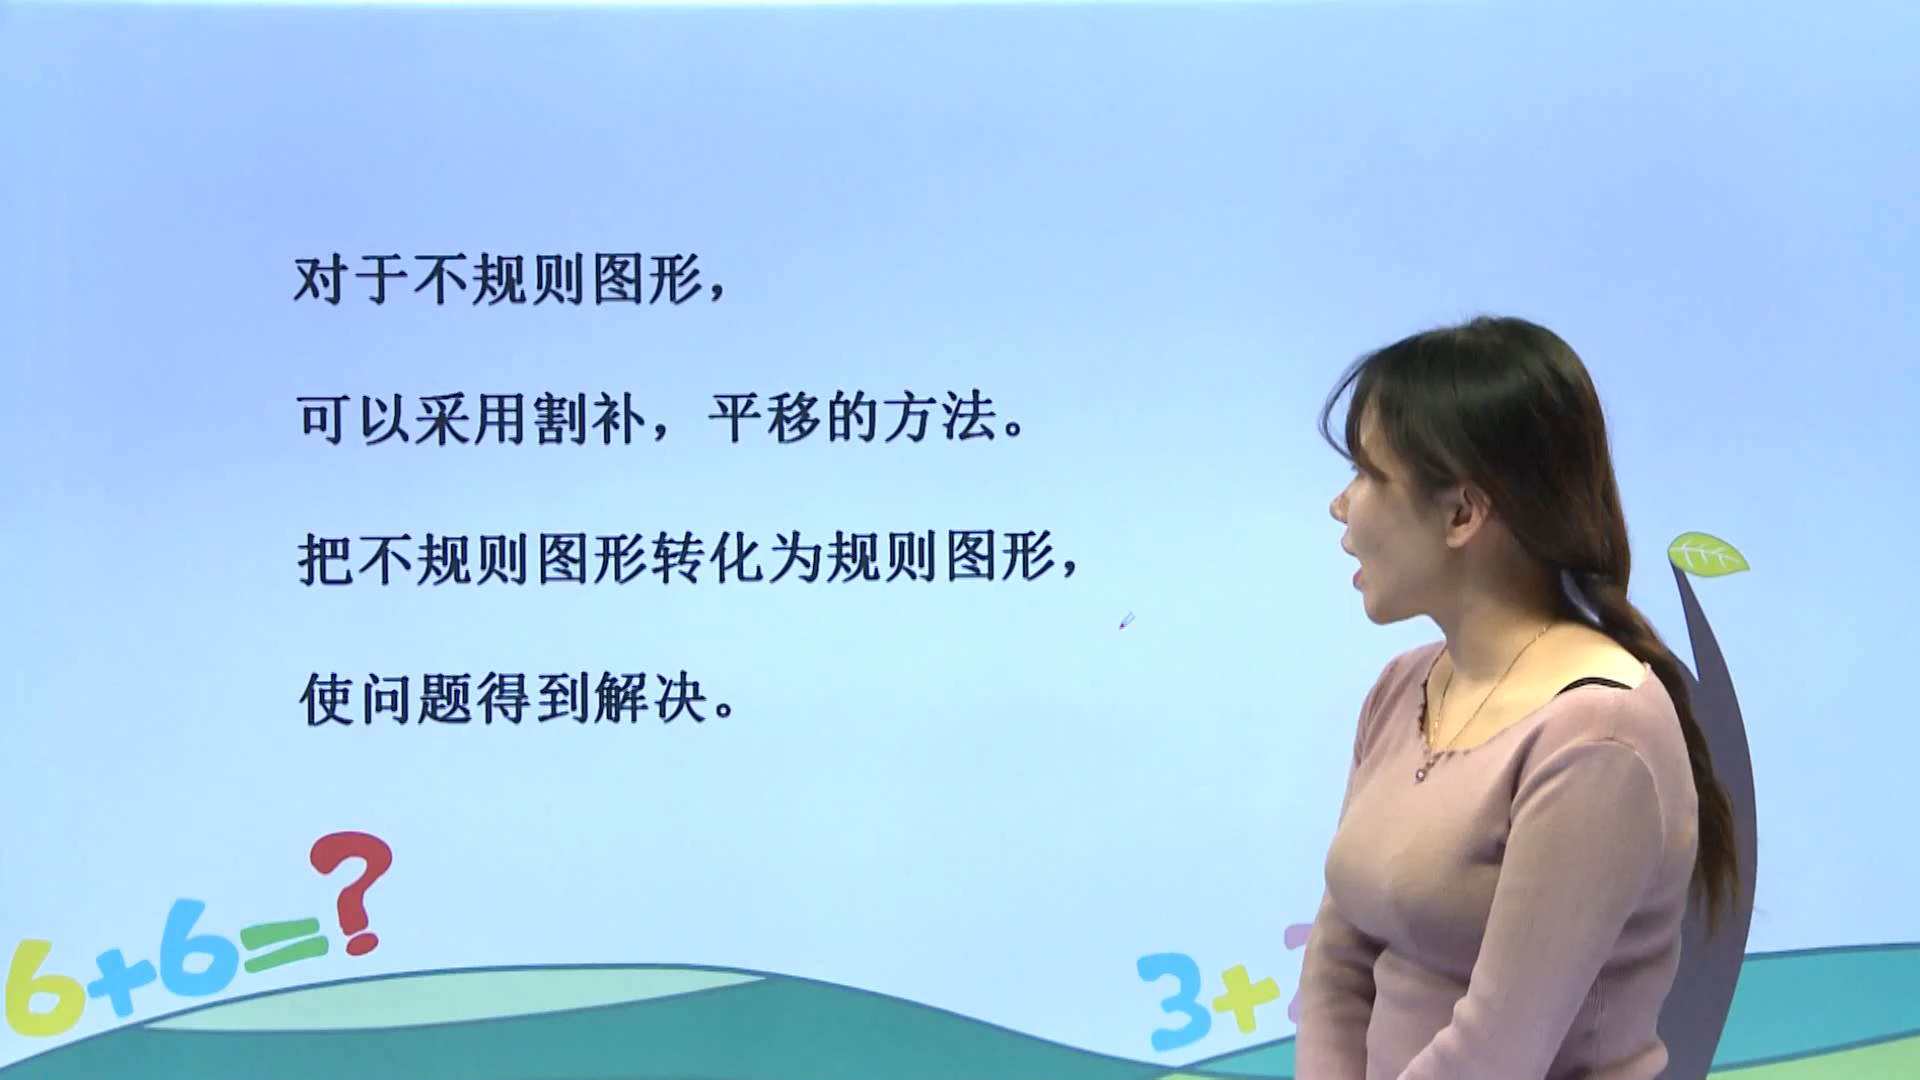 对于不规则图形，
可以采用割补，平移的方法。
把不规则图形转化为规则图形，
使问题得到解决。
6+6=?
3+